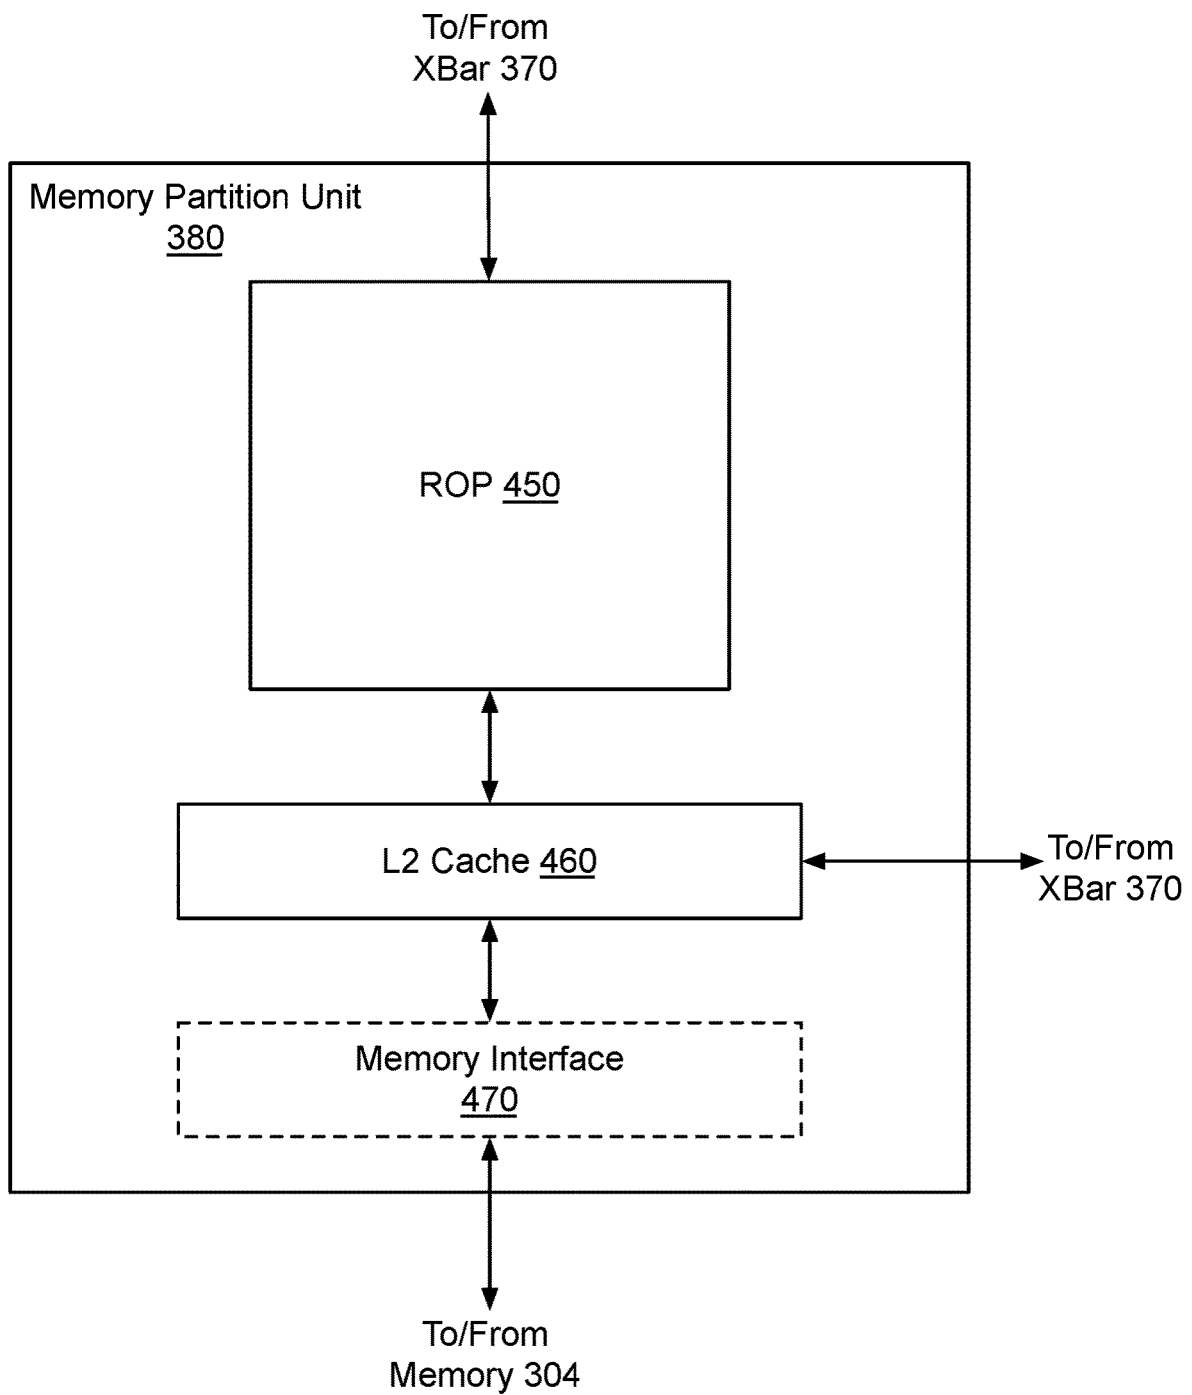 To/From
XBar 370
Memory Partition Unit
380
ROP 450
L2 Cache 460
To/From
XBar 370
Memory Interface
470
To/From
Memory 304